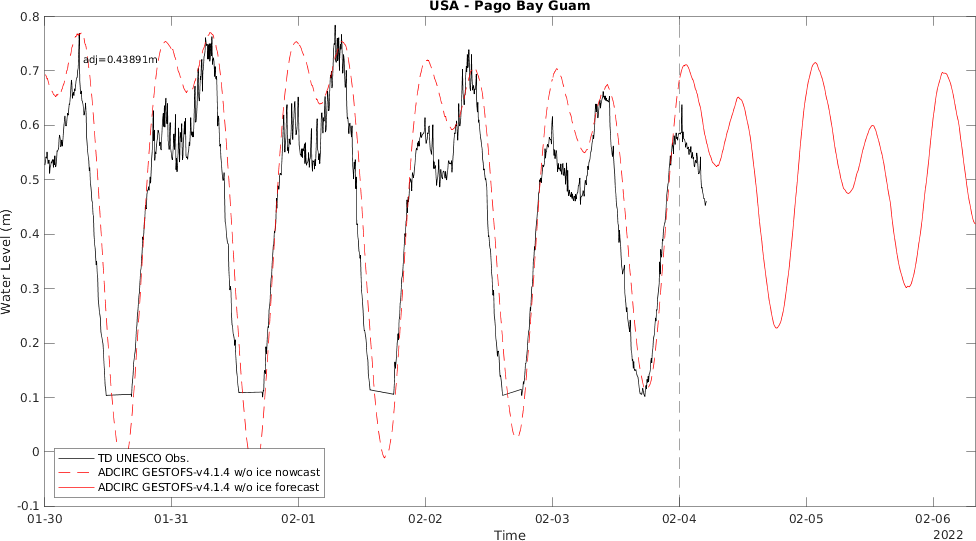 USA - Pago Bay Guam
0.8
0.7
0.6
0.5
0.4
0.3
0.2
0.1
0
-0.1
Water Level (m)
adj=0.43891m
TD UNESCO Obs.
ADCIRC GESTOFS-v4.1.4 w/o ice nowcast
ADCIRC GESTOFS-v4.1.4 w/o ice forecast
01-30 01-31 02-01 02-02 02-03 02-04 02-05 02-06
Time
2022